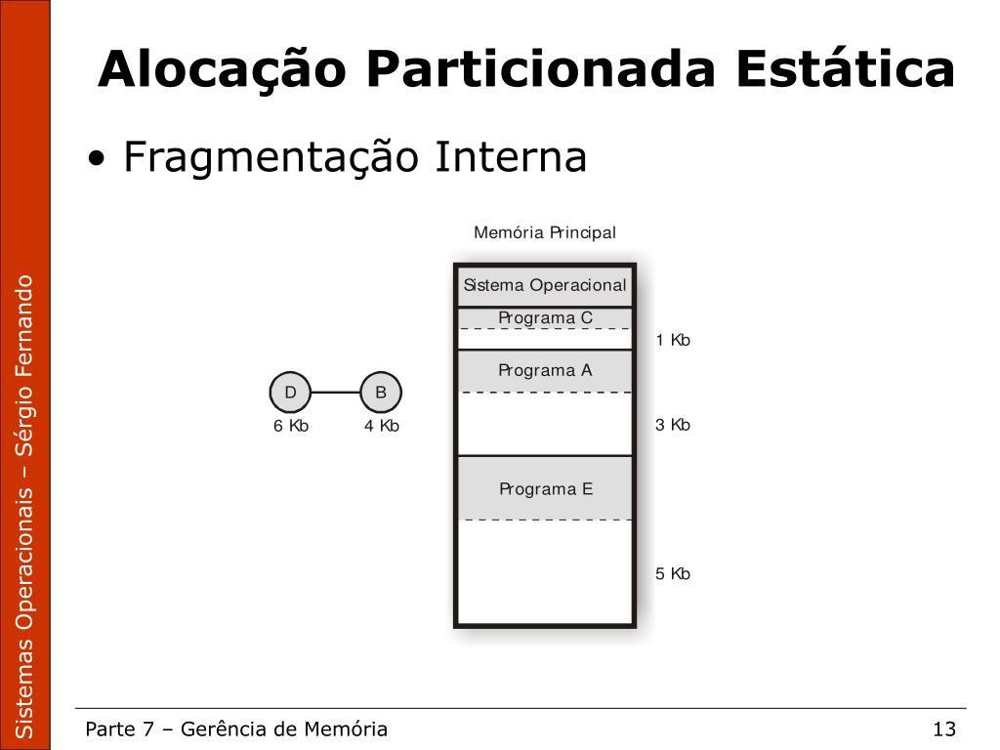 Alocação Particionada Estática
• Fragmentação Interna
Memória Principal
Sistema Operacional
Programa C
1 Kb
Programa A
D
B
6 Kb
4 Kb
3 Kb
Programa E
5 Kb
Sistemas Operacionais – Sérgio Fernando
Parte 7 – Gerência de Memória
13